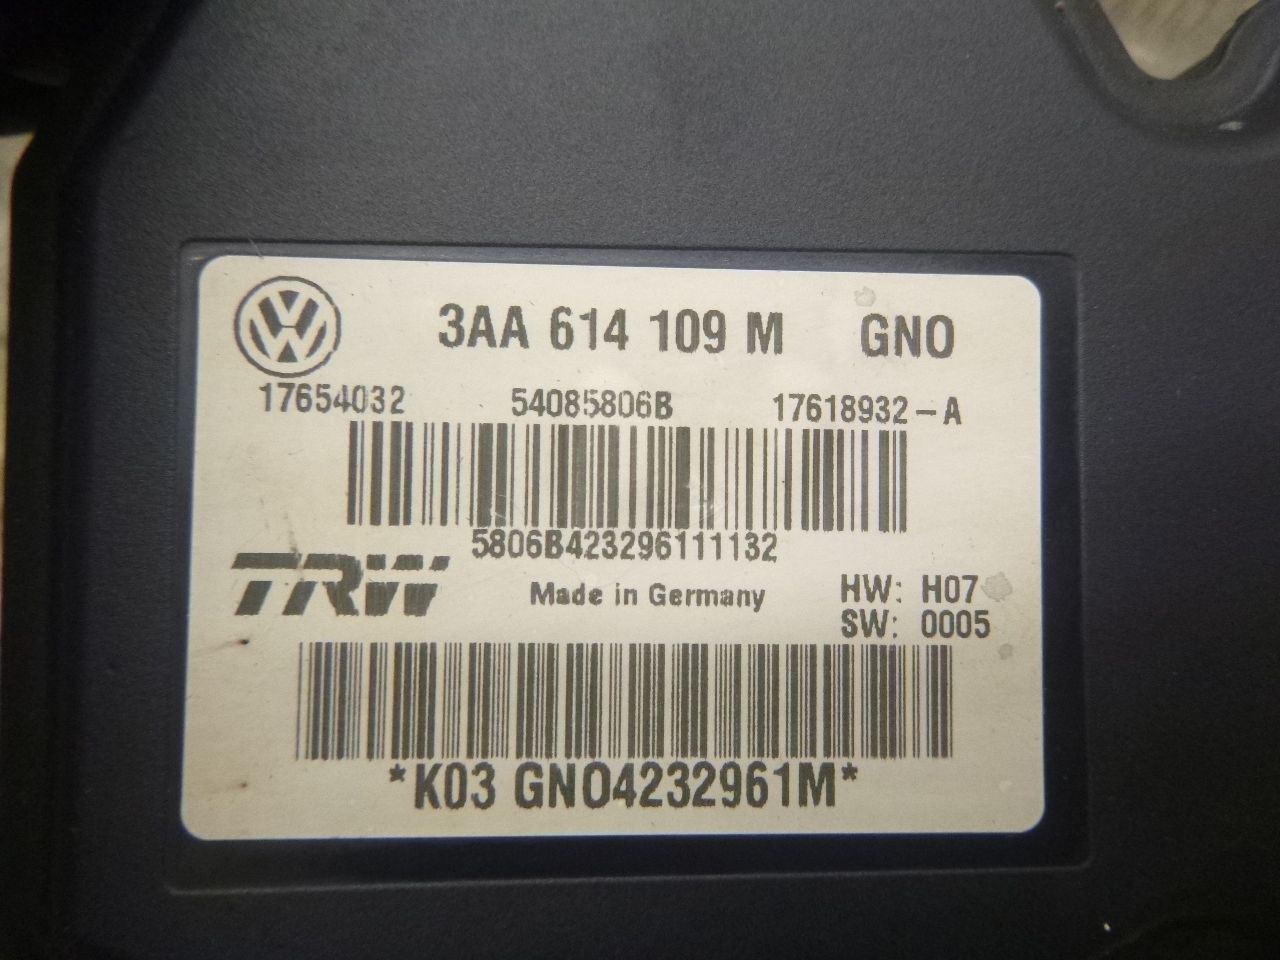 3AA 614 109 M GNO
17654032 54085806B 17618932-A
5806B423296111132
TRW
Made in Germany
HW: H07
SW: 0005
*K03 GNO4232961M*